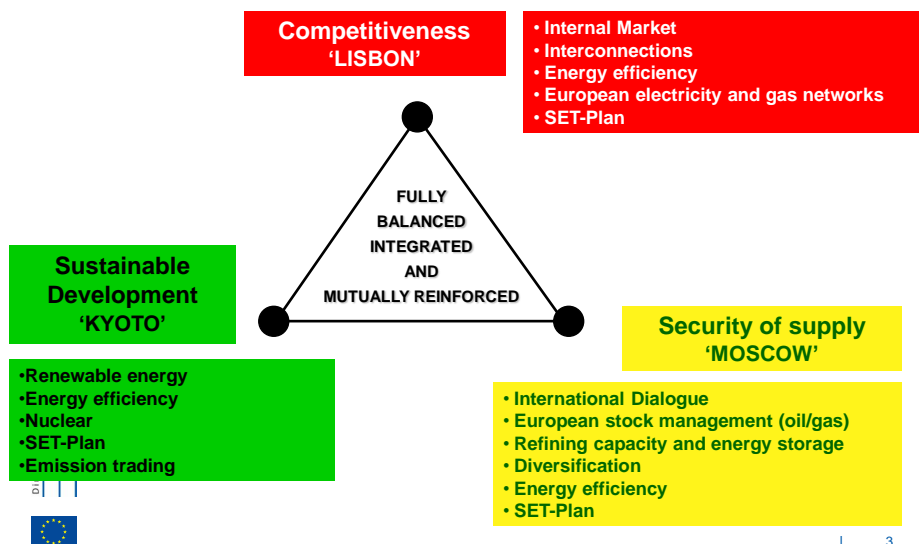 Competitiveness
‘LISBON’
• Internal Market
• Interconnections
• Energy efficiency
• European electricity and gas networks
• SET-Plan
FULLY
BALANCED
INTEGRATED
AND
MUTUALLY REINFORCED
Sustainable
Development
‘KYOTO’
•Renewable energy
•Energy efficiency
•Nuclear
•SET-Plan
•Emission trading
Security of supply
‘MOSCOW’
• International Dialogue
• European stock management (oil/gas)
• Refining capacity and energy storage
• Diversification
• Energy efficiency
• SET-Plan
| 3